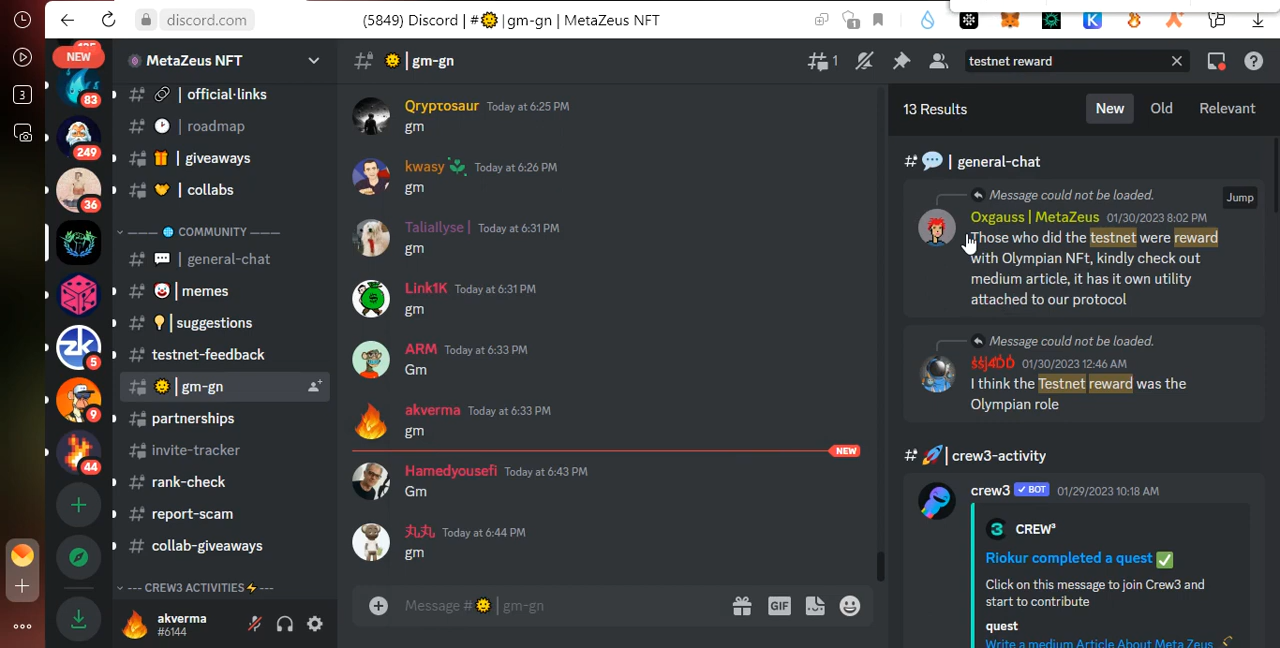 discord.com
(5849) Discord | #🌞 | gm-gn | MetaZeus NFT
1
3
NEW
83
249
36
5
9
44
MetaZeus NFT
🔗 | official-links
🕑 | roadmap
🎁 | giveaways
🧡 | collabs
——— 🌐 COMMUNITY ———
💬 | general-chat
🤡 | memes
💡 | suggestions
testnet-feedback
🌞 | gm-gn
partnerships
invite-tracker
rank-check
report-scam
collab-giveaways
--- CREW3 ACTIVITIES⚡---
akverma
#6144
🌞 | gm-gn
1
testnet reward
Qryptosaur Today at 6:25 PM
gm
kwasy Today at 6:26 PM
gm
Taliallyse | Today at 6:31 PM
gm
Link1K Today at 6:31 PM
gm
ARM Today at 6:33 PM
Gm
akverma Today at 6:33 PM
gm
NEW
Hamedyousefi Today at 6:43 PM
Gm
丸丸 Today at 6:44 PM
gm
Message #🌞 | gm-gn
GIF
13 Results
New
Old
Relevant
# 💬 | general-chat
Message could not be loaded.
Jump
Oxgauss | MetaZeus 01/30/2023 8:02 PM
Those who did the testnet were reward
with Olympian NFt, kindly check out
medium article, it has it own utility
attached to our protocol
Message could not be loaded.
01/30/2023 12:46 AM
I think the Testnet reward was the
Olympian role
# 🚀 | crew3-activity
crew3 ✓ BOT 01/29/2023 10:18 AM
CREW³
Riokur completed a quest ✅
Click on this message to join Crew3 and
start to contribute
quest
Write a medium Article About Meta Zeus